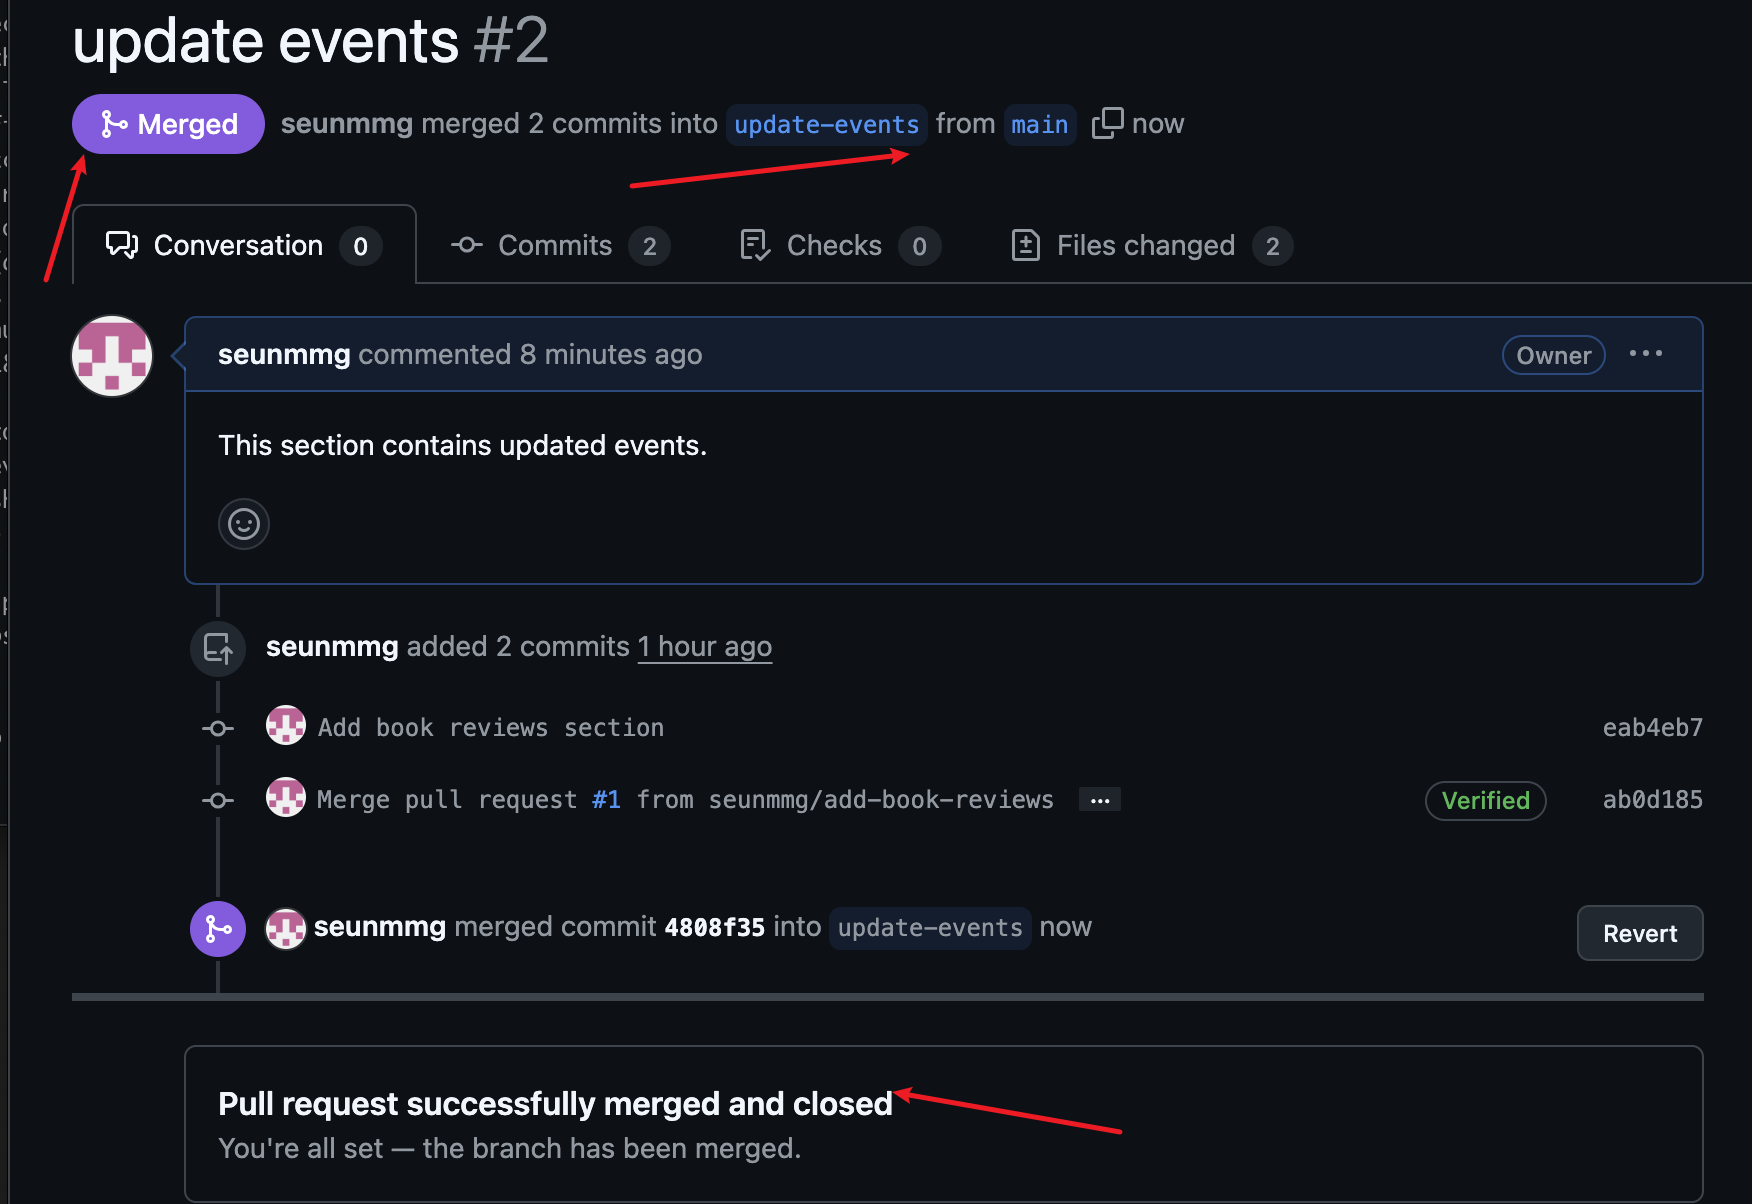 update events #2
Merged seunmmg merged 2 commits into update-events from main now
Conversation 0 Commits 2 Checks 0 Files changed 2
seunmmg commented 8 minutes ago Owner ...
This section contains updated events.
seunmmg added 2 commits 1 hour ago
Add book reviews section eab4eb7
Merge pull request #1 from seunmmg/add-book-reviews ... Verified ab0d185
seunmmg merged commit 4808f35 into update-events now Revert
Pull request successfully merged and closed
You're all set — the branch has been merged.